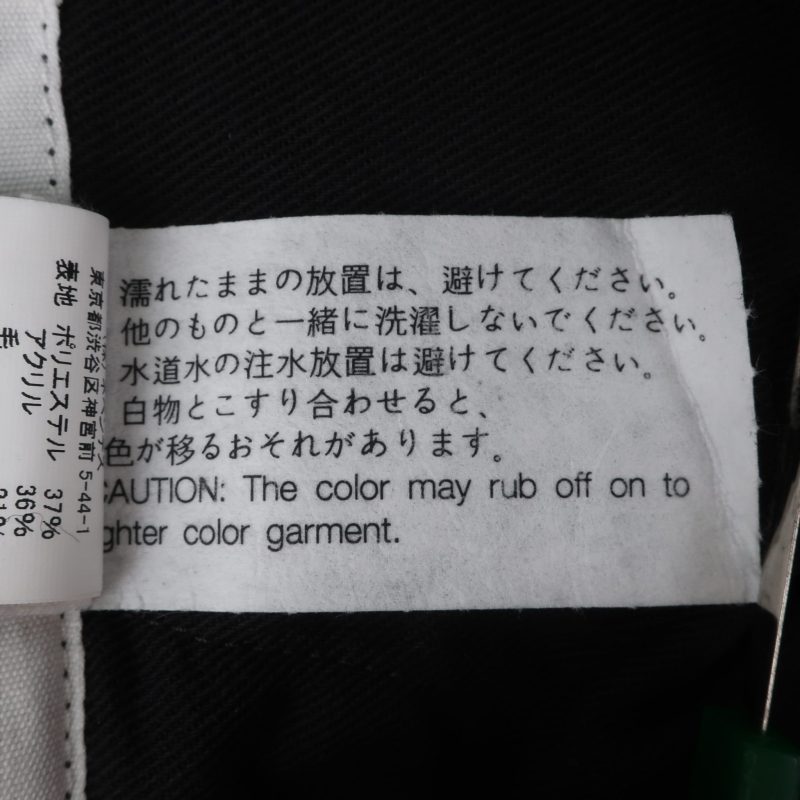 濡れたままの放置は、避けてください。
他のものと一緒に洗濯しないでください。
水道水の注水放置は避けてください。
白物とこすり合わせると、
色が移るおそれがあります。
CAUTION: The color may rub off on to
ghter color garment.
東京都渋谷区神宮前 5-44-1
表地 ポリエステル 37%
アクリル 36%